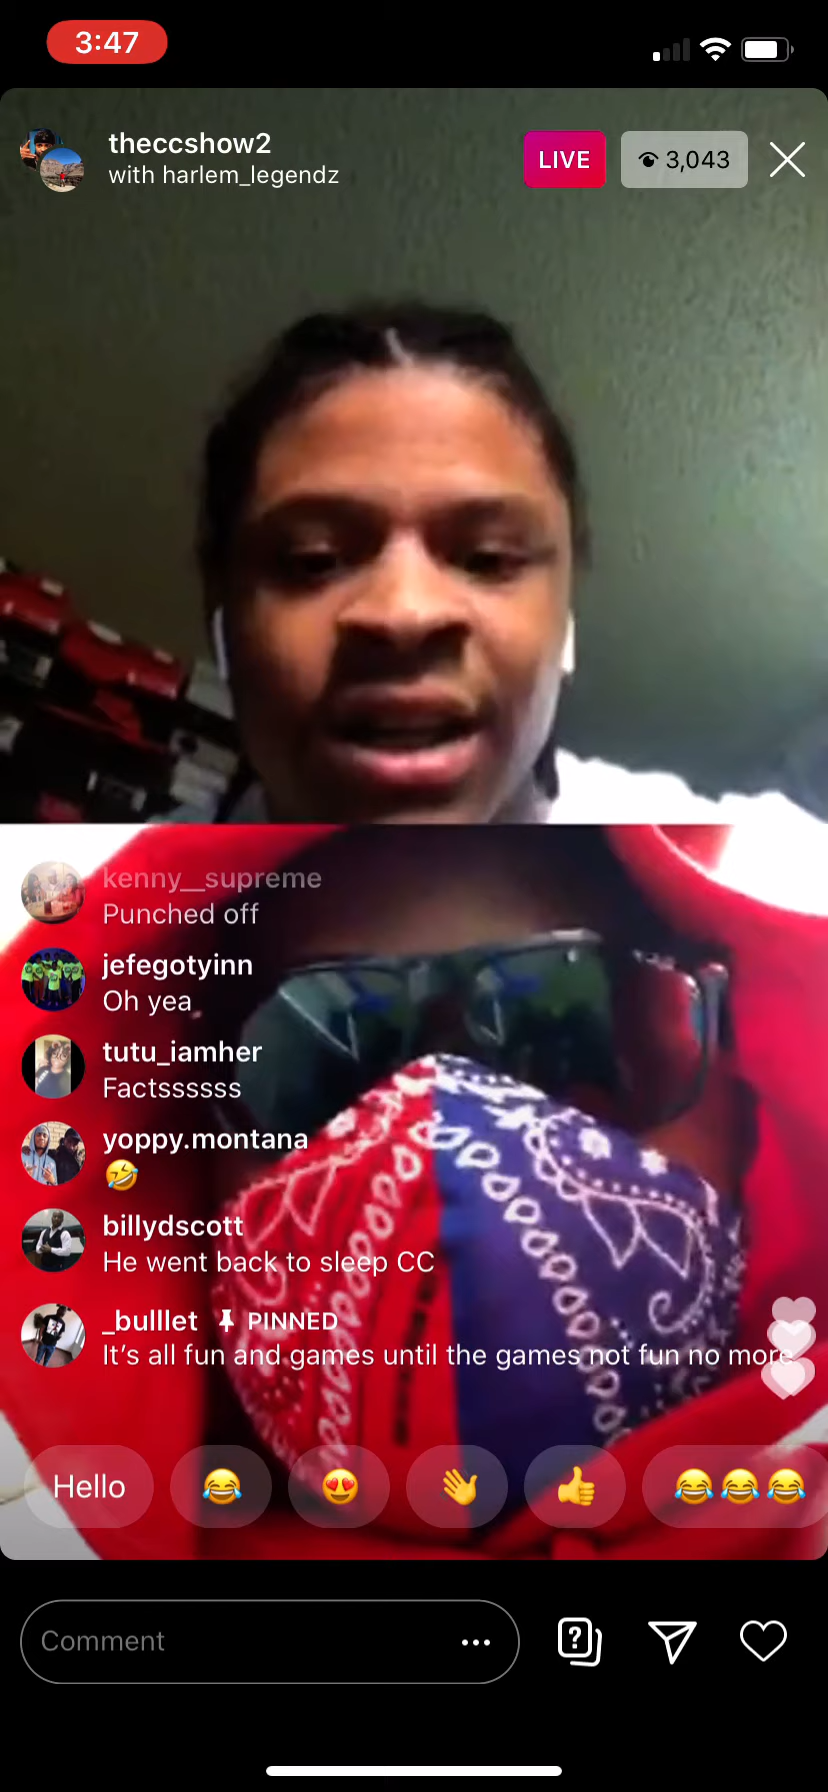 3:47
theccshow2
with harlem_legendz
LIVE
3,043
kenny__supreme
Punched off
jefegotyinn
Oh yea
tutu_iamher
Factssssss
yoppy.montana
🤣
billydscott
He went back to sleep CC
_bulllet PINNED
It’s all fun and games until the games not fun no more
Hello 😂 😍 👋 👍 😂😂😂
Comment